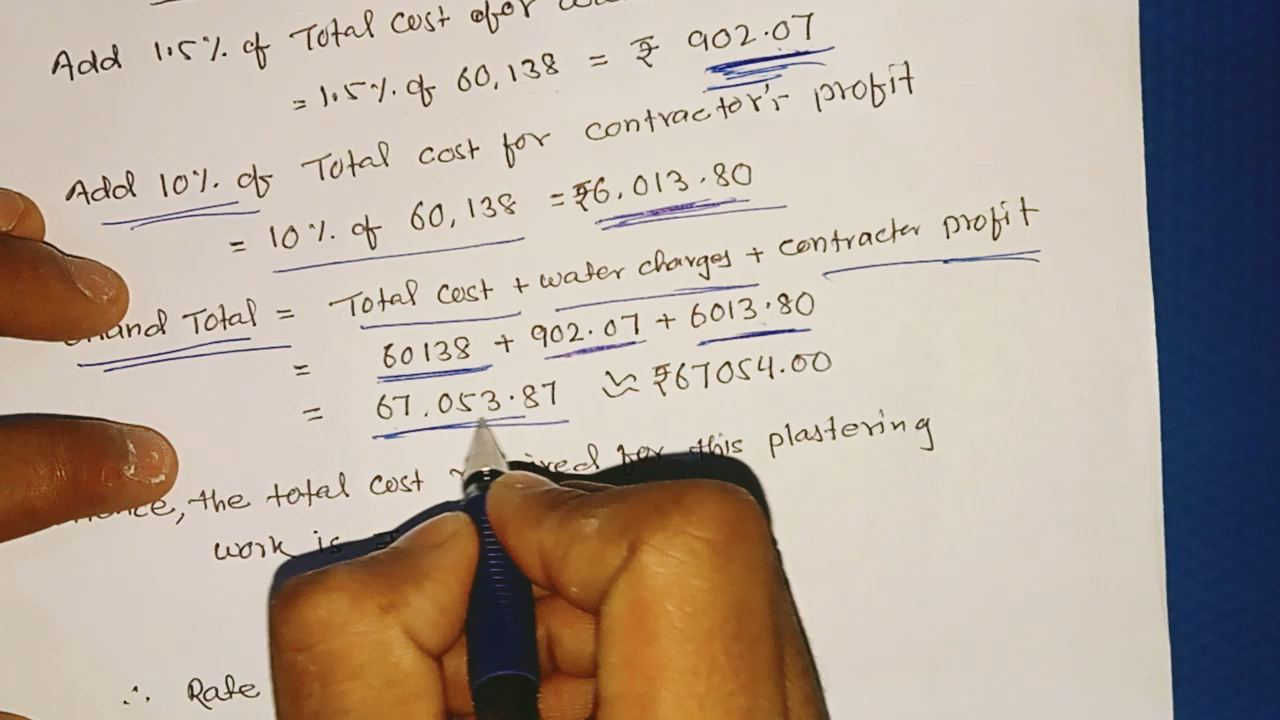 Add 1.5% of Total Cost for
= 1.5% of 60,138 = ₹ 902.07
Add 10% of Total cost for contractor's profit
= 10% of 60,138 = ₹6,013.80
Total = Total cost + water charges + contracter profit
= 60138 + 902.07 + 6013.80
= 67,053.87 ≈ ₹67054.00
the total cost this plastering
work is
∴ Rate